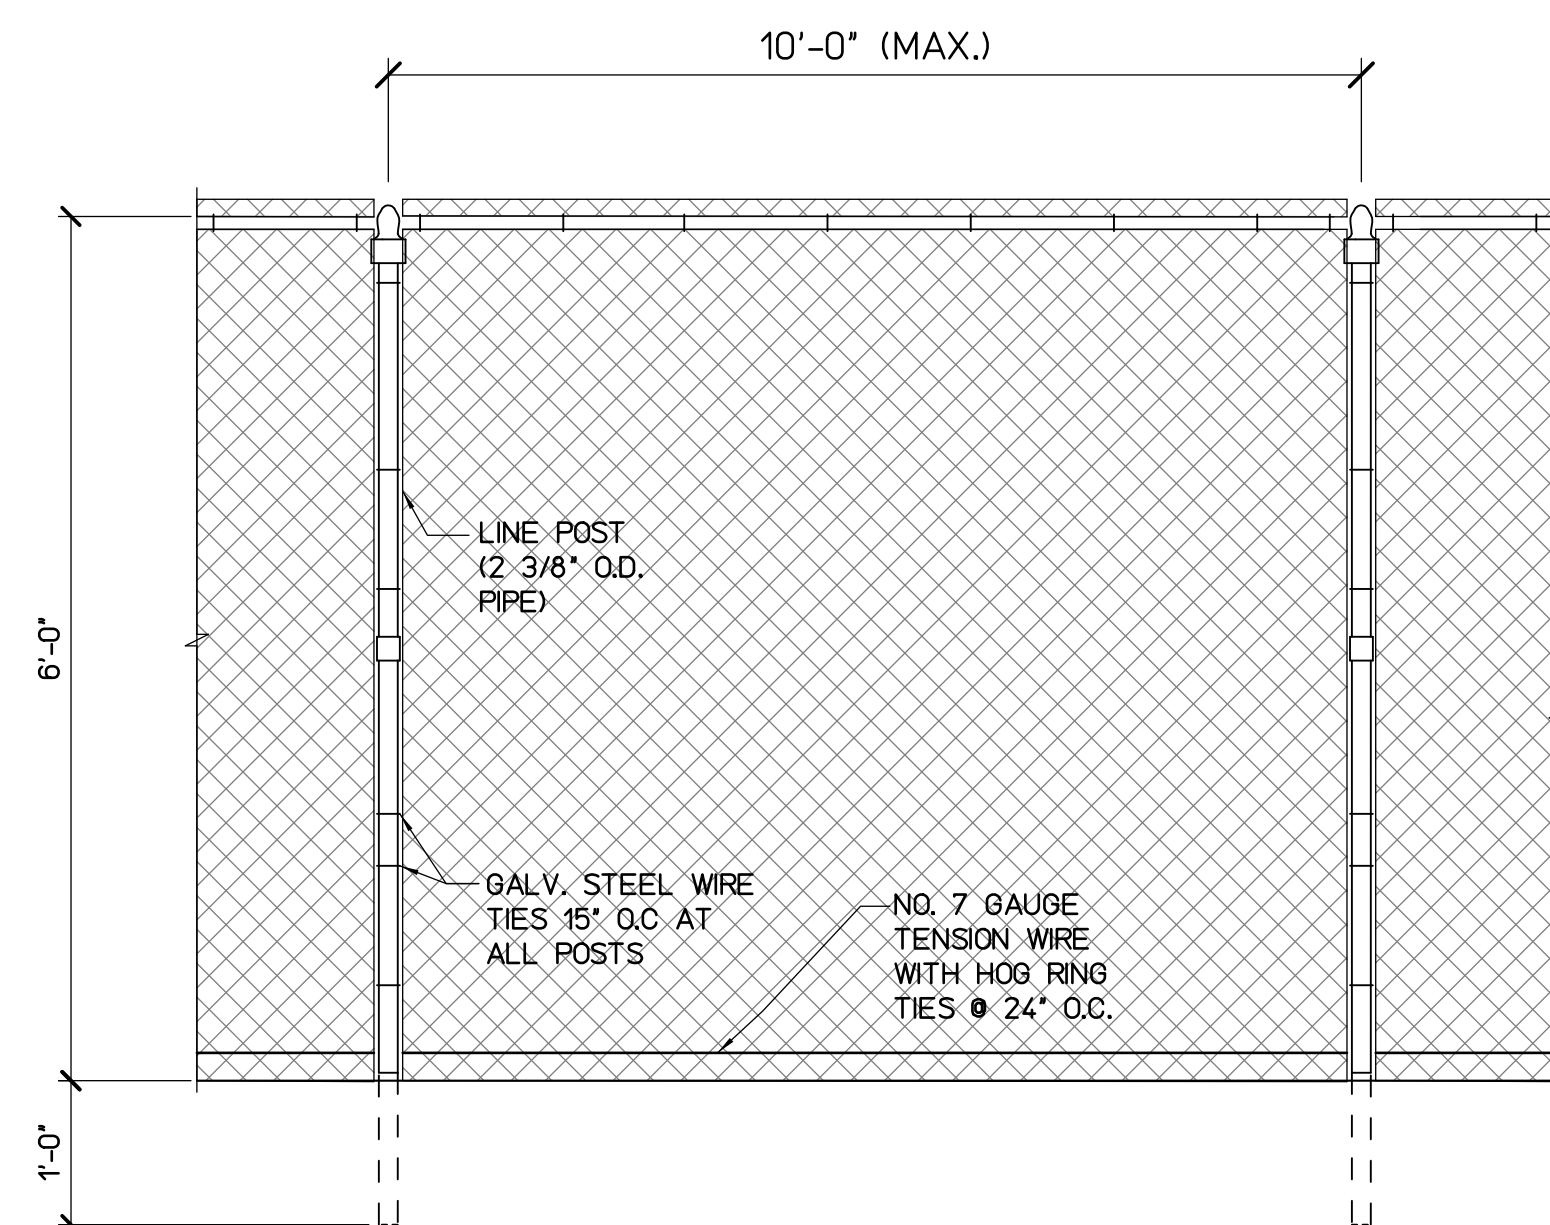 10'-0" (MAX.)
LINE POST
(2 3/8" O.D.
PIPE)
6'-0"
GALV. STEEL WIRE
TIES 15" O.C AT
ALL POSTS
NO. 7 GAUGE
TENSION WIRE
WITH HOG RING
TIES @ 24" O.C.
1'-0"